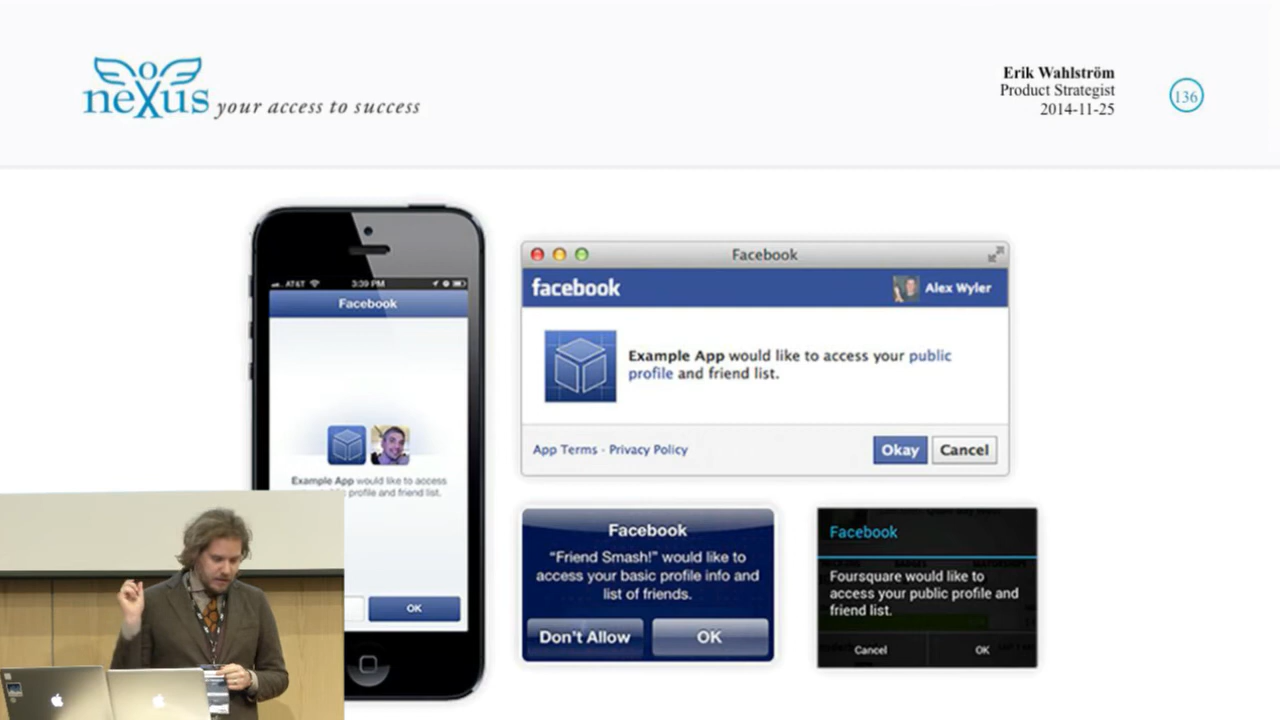 nexus your access to success
Erik Wahlström
Product Strategist
2014-11-25
136
AT&T 3:39 PM
Facebook
Example App would like to access
profile and friend list.
OK
Facebook
facebook
Alex Wyler
Example App would like to access your public
profile and friend list.
App Terms · Privacy Policy
Okay
Cancel
Facebook
“Friend Smash!” would like to
access your basic profile info and
list of friends.
Don't Allow
OK
Facebook
Foursquare would like to
access your public profile and
friend list.
Cancel
OK